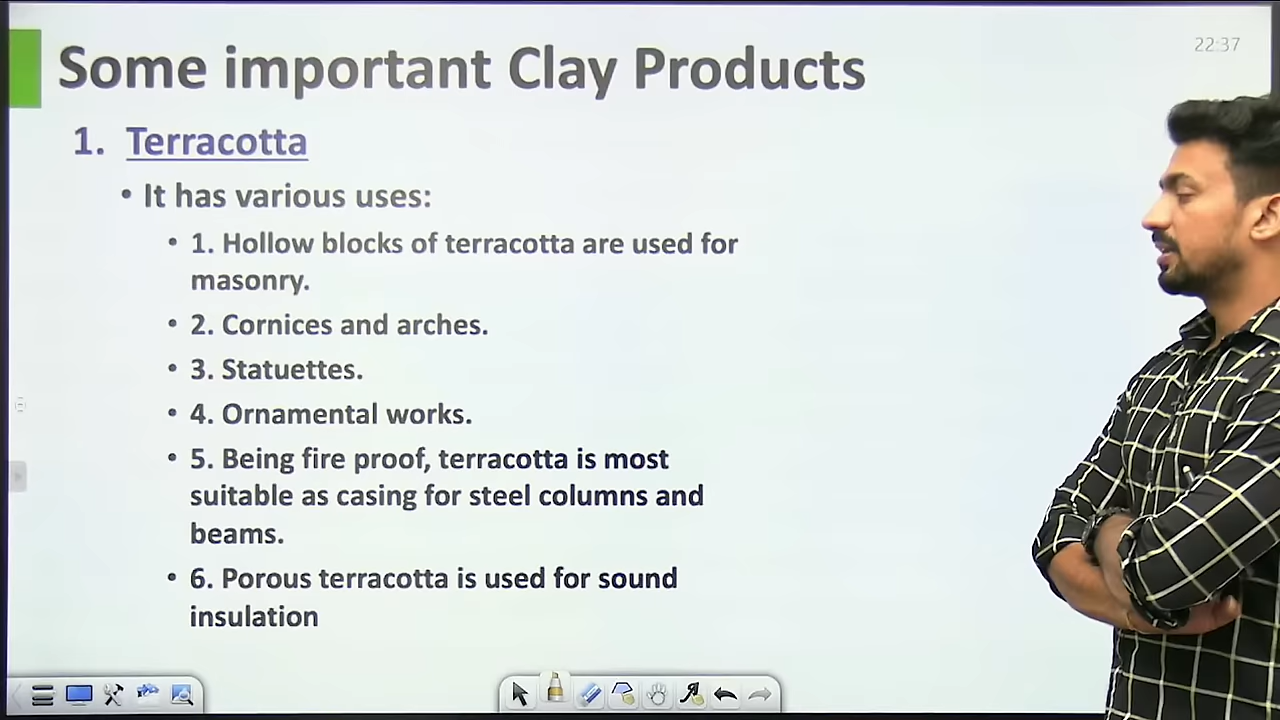 Some important Clay Products
22:37
1. Terracotta
• It has various uses:
• 1. Hollow blocks of terracotta are used for
masonry.
• 2. Cornices and arches.
• 3. Statuettes.
• 4. Ornamental works.
• 5. Being fire proof, terracotta is most
suitable as casing for steel columns and
beams.
• 6. Porous terracotta is used for sound
insulation